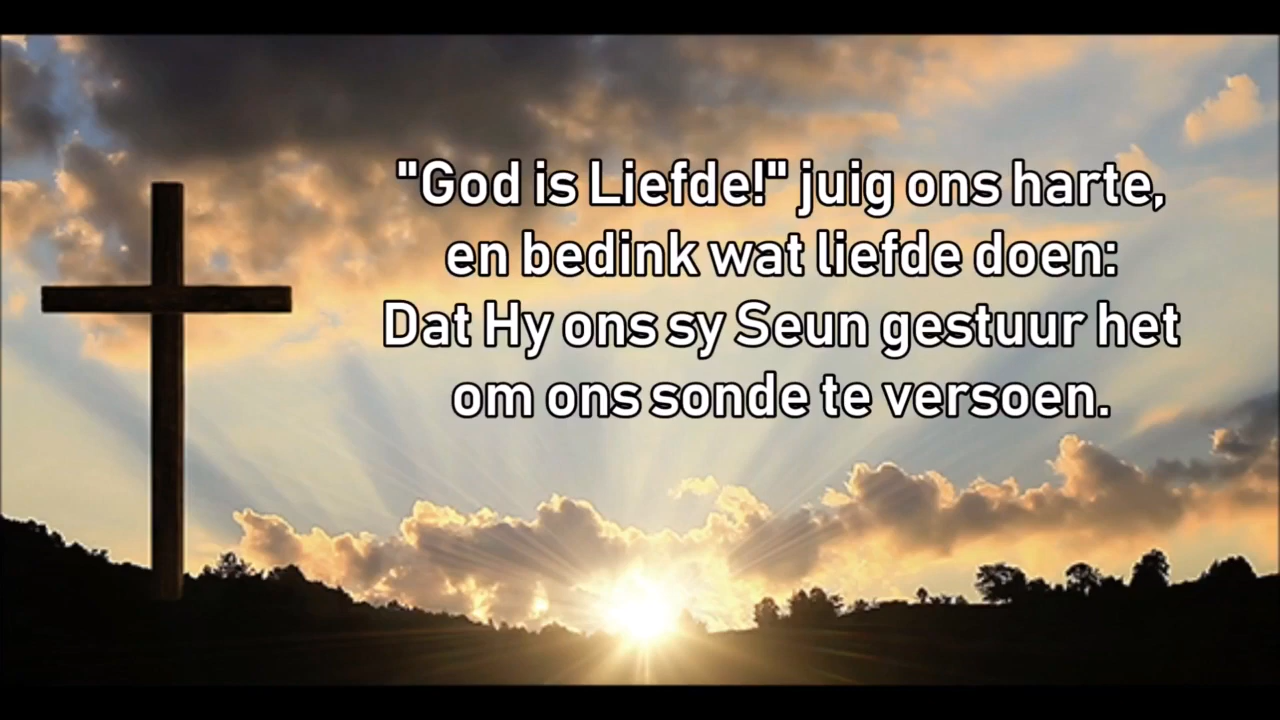 "God is Liefde!" juig ons harte,
en bedink wat liefde doen:
Dat Hy ons sy Seun gestuur het
om ons sonde te versoen.